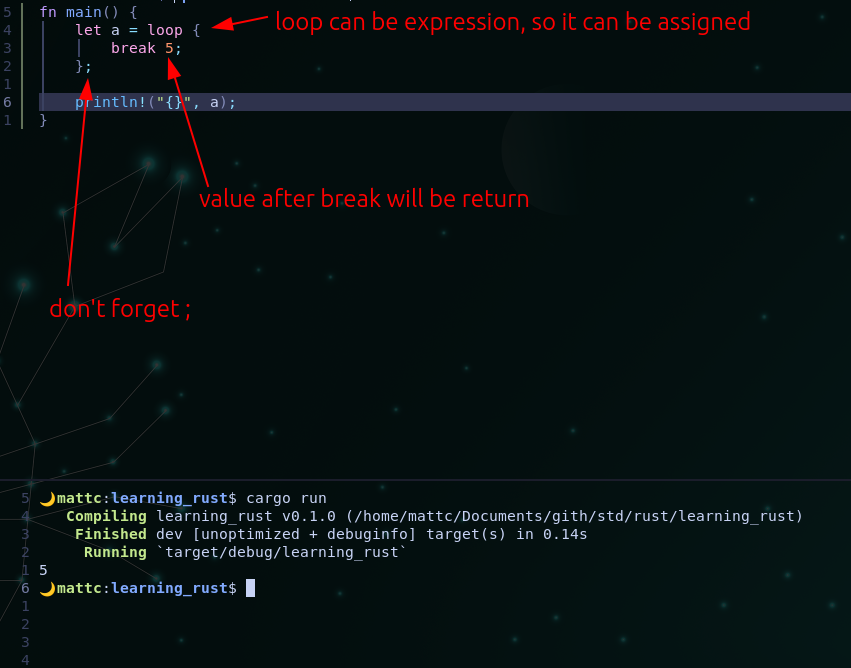 5 fn main() {
4 let a = loop { loop can be expression, so it can be assigned
3 break 5;
2 };
1
6 println!("{}", a);
1 }
value after break will be return
don't forget ;
5 🌙mattc:learning_rust$ cargo run
4 Compiling learning_rust v0.1.0 (/home/mattc/Documents/gith/std/rust/learning_rust)
3 Finished dev [unoptimized + debuginfo] target(s) in 0.14s
2 Running `target/debug/learning_rust`
1 5
6 🌙mattc:learning_rust$
1
2
3
4